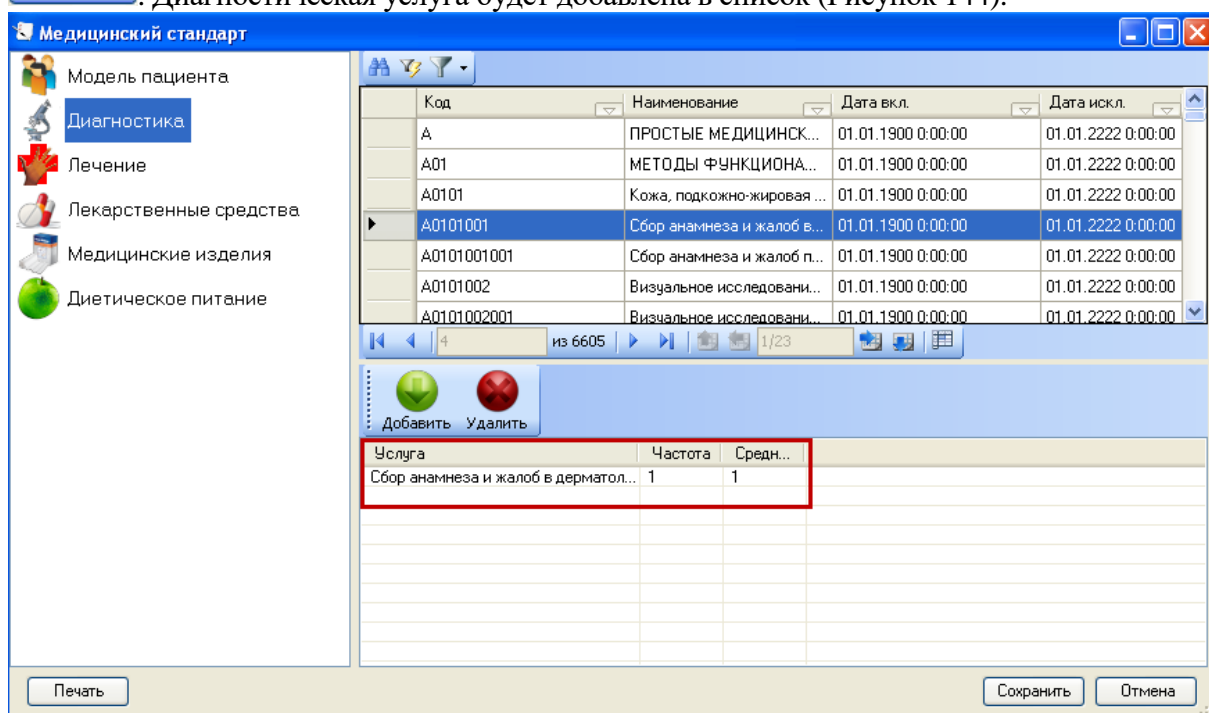 . Диагностическая услуга будет добавлена в список (Рисунок 144).
Медицинский стандарт
Модель пациента
Диагностика
Лечение
Лекарственные средства
Медицинские изделия
Диетическое питание
Код Наименование Дата вкл. Дата искл.
A ПРОСТЫЕ МЕДИЦИНСК... 01.01.1900 0:00:00 01.01.2222 0:00:00
A01 МЕТОДЫ ФУНКЦИОНА... 01.01.1900 0:00:00 01.01.2222 0:00:00
A0101 Кожа, подкожно-жировая ... 01.01.1900 0:00:00 01.01.2222 0:00:00
A0101001 Сбор анамнеза и жалоб в... 01.01.1900 0:00:00 01.01.2222 0:00:00
A0101001001 Сбор анамнеза и жалоб п... 01.01.1900 0:00:00 01.01.2222 0:00:00
A0101002 Визуальное исследовани... 01.01.1900 0:00:00 01.01.2222 0:00:00
A0101002001 Визуальное исследовани... 01.01.1900 0:00:00 01.01.2222 0:00:00
4 из 6605 1/23
Добавить Удалить
Услуга Частота Средн...
Сбор анамнеза и жалоб в дерматол... 1 1
Печать Сохранить Отмена